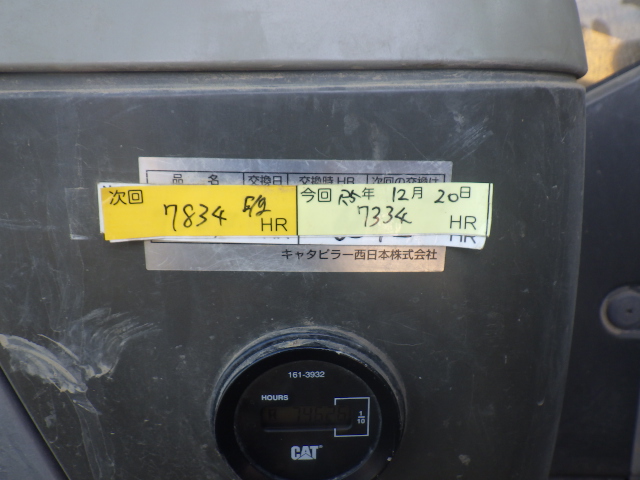 品 名 交換日 交換時HR 次回の交換は
次回 7834 HR
今回 R5年 12月 20日
7334 HR
HR
キャタピラー西日本株式会社
161-3932
HOURS
1
10
CAT